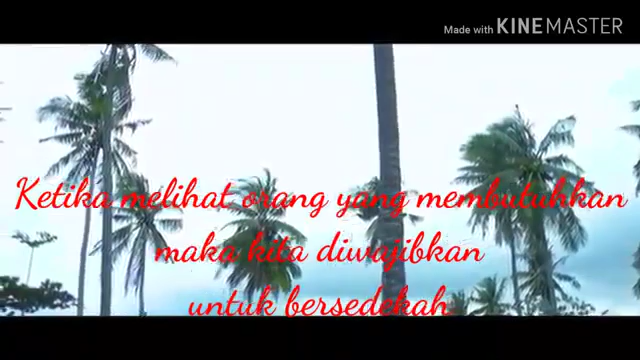 Made with KINEMASTER
Ketika melihat orang yang membutuhkan
maka kita diwajibkan
untuk bersedekah